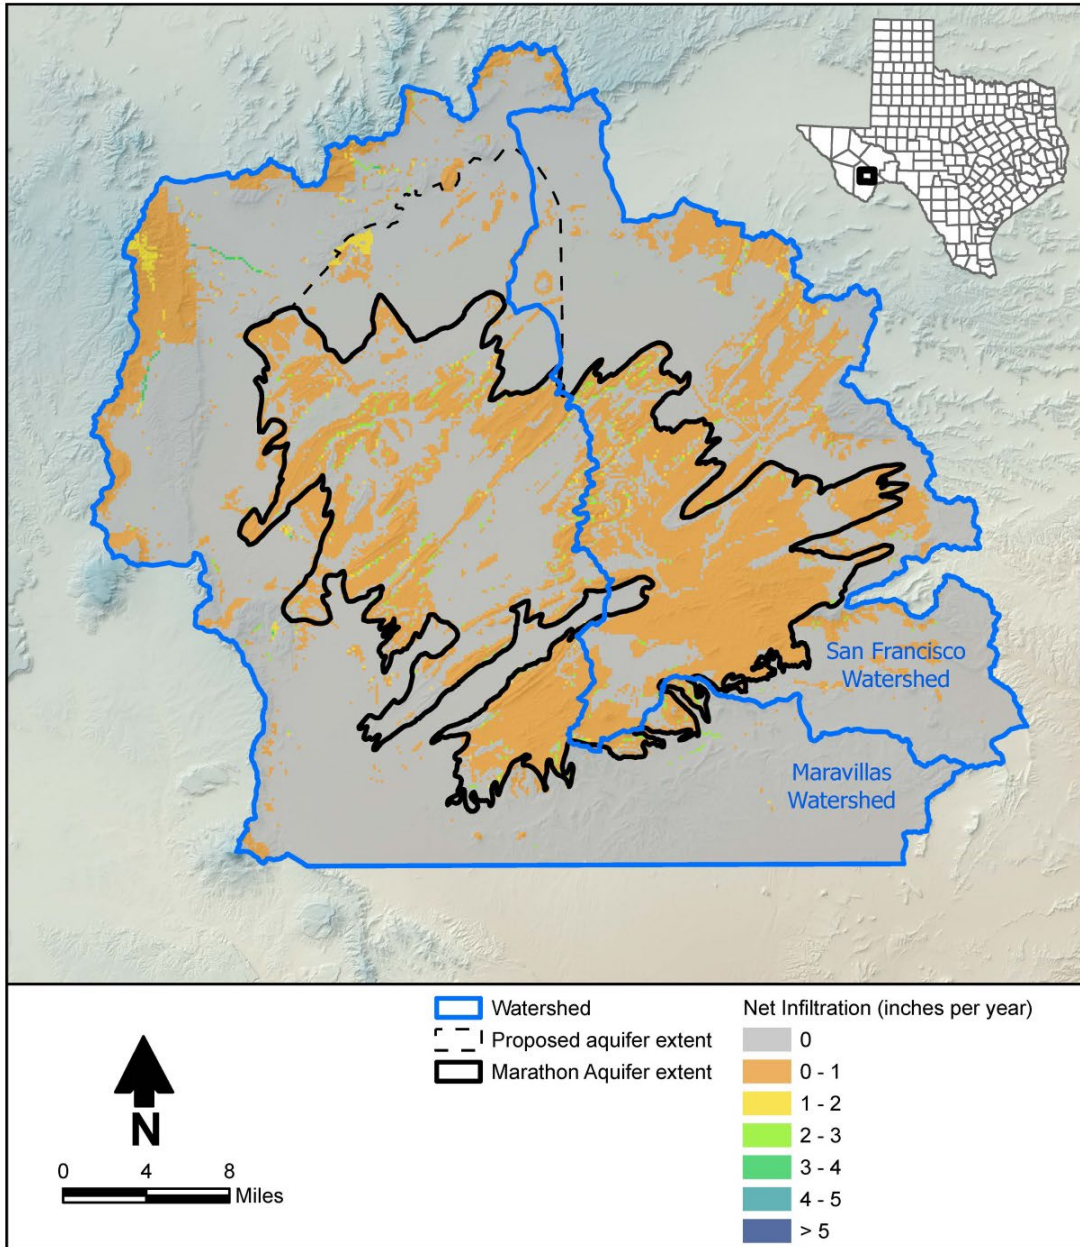 San Francisco
Watershed
Maravillas
Watershed
N
0 4 8
Miles
Watershed
Proposed aquifer extent
Marathon Aquifer extent
Net Infiltration (inches per year)
0
0 - 1
1 - 2
2 - 3
3 - 4
4 - 5
> 5